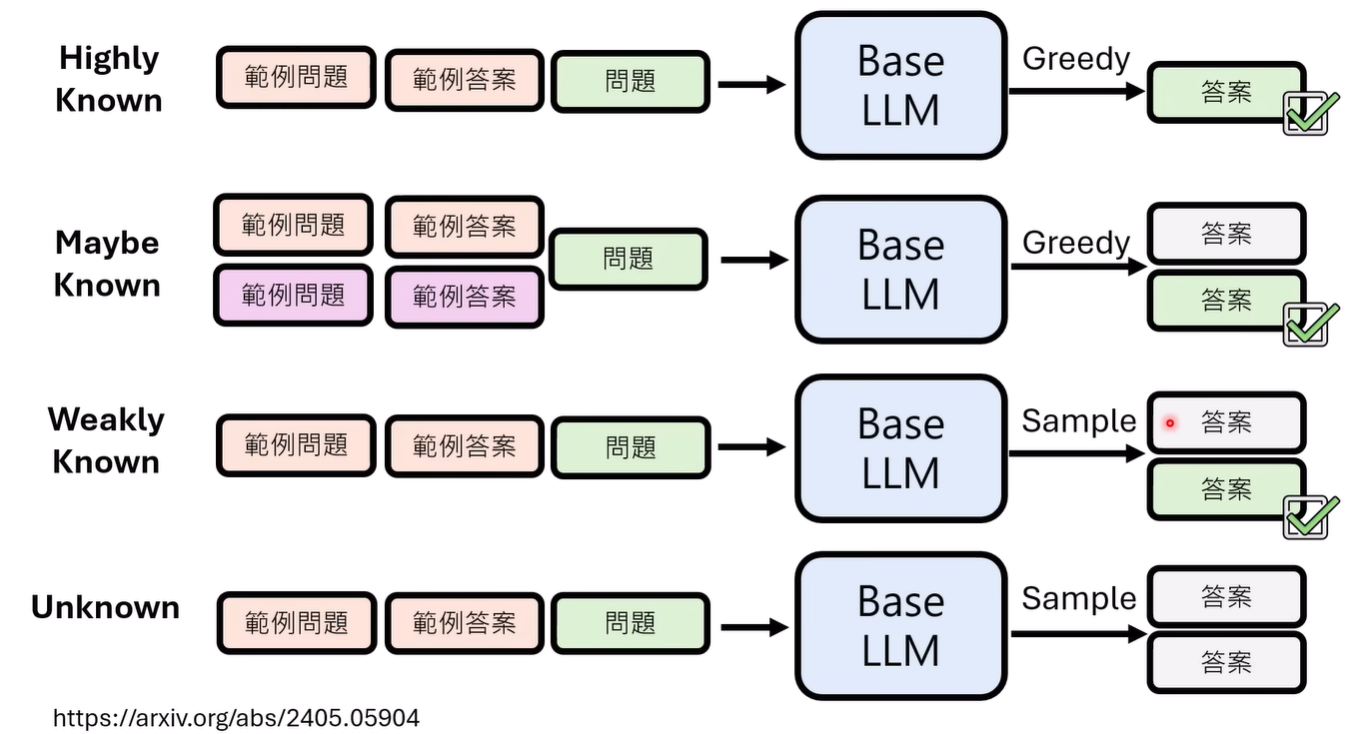 Highly
Known
範例問題
範例答案
問題
Base
LLM
Greedy
答案
Maybe
Known
範例問題
範例答案
範例問題
範例答案
問題
Base
LLM
Greedy
答案
答案
Weakly
Known
範例問題
範例答案
問題
Base
LLM
Sample
答案
答案
Unknown
範例問題
範例答案
問題
Base
LLM
Sample
答案
答案
https://arxiv.org/abs/2405.05904